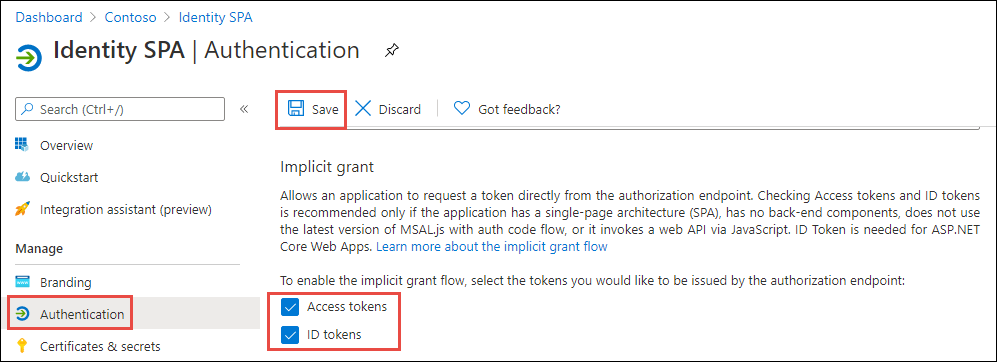 Dashboard > Contoso > Identity SPA
Identity SPA | Authentication
Search (Ctrl+/)
«
Overview
Quickstart
Integration assistant (preview)
Manage
Branding
Authentication
Certificates & secrets
Save
Discard
Got feedback?
Implicit grant
Allows an application to request a token directly from the authorization endpoint. Checking Access tokens and ID tokens
is recommended only if the application has a single-page architecture (SPA), has no back-end components, does not use
the latest version of MSAL.js with auth code flow, or it invokes a web API via JavaScript. ID Token is needed for ASP.NET
Core Web Apps. Learn more about the implicit grant flow
To enable the implicit grant flow, select the tokens you would like to be issued by the authorization endpoint:
Access tokens
ID tokens